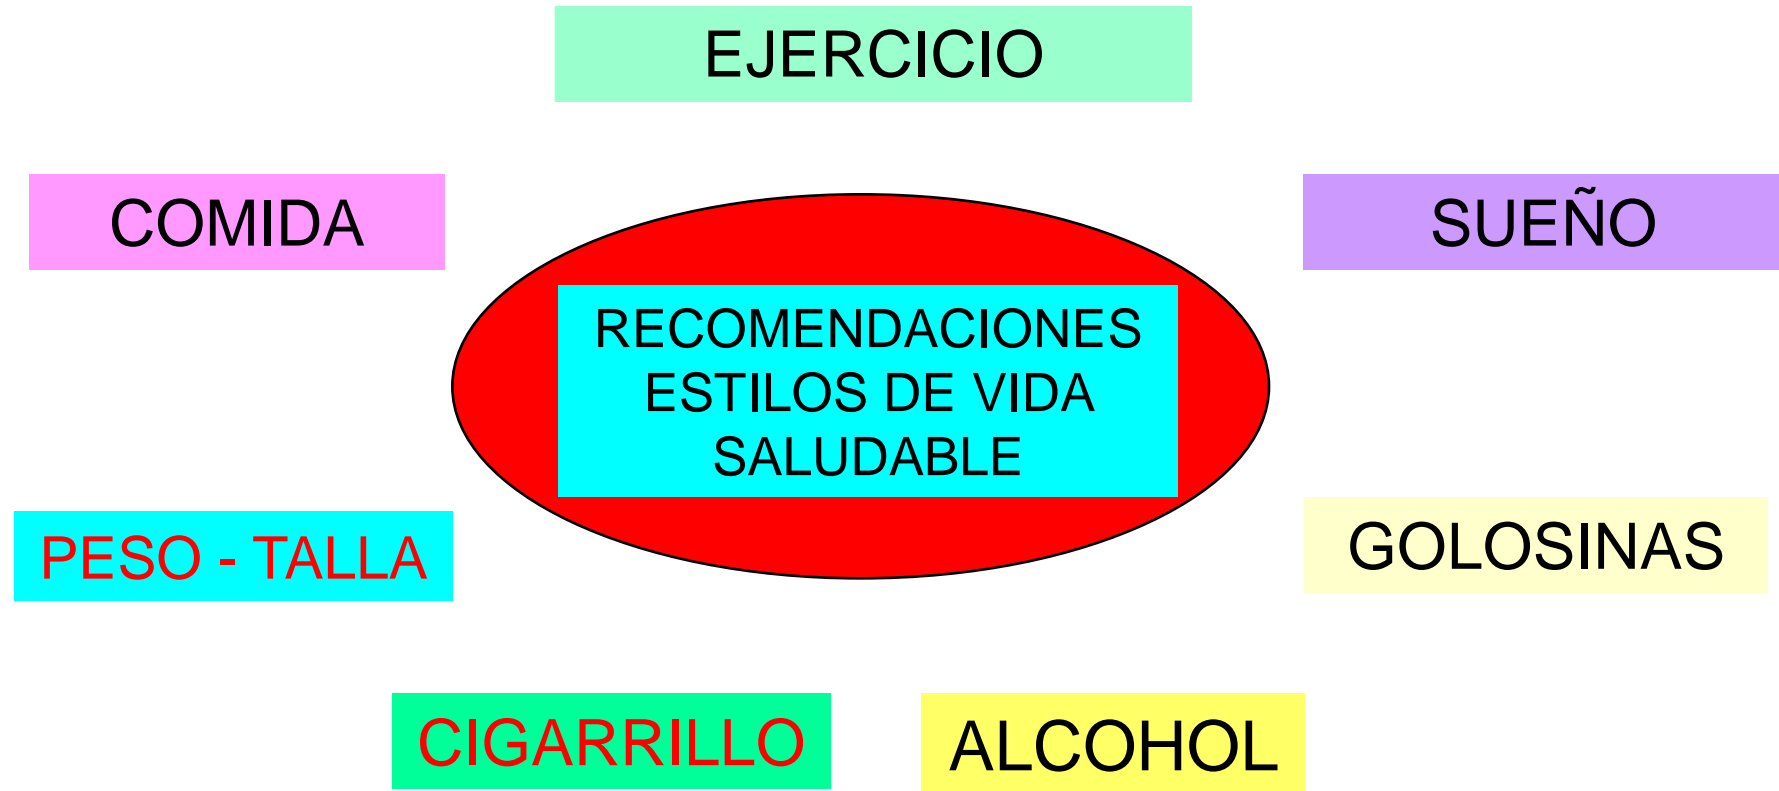 EJERCICIO
COMIDA
SUEÑO
RECOMENDACIONES
ESTILOS DE VIDA
SALUDABLE
PESO - TALLA
GOLOSINAS
CIGARRILLO
ALCOHOL